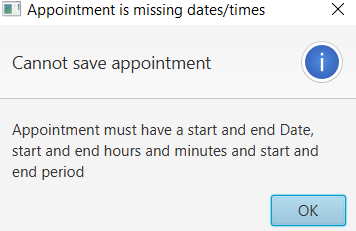 Appointment is missing dates/times
Cannot save appointment
Appointment must have a start and end Date,
start and end hours and minutes and start and
end period
OK